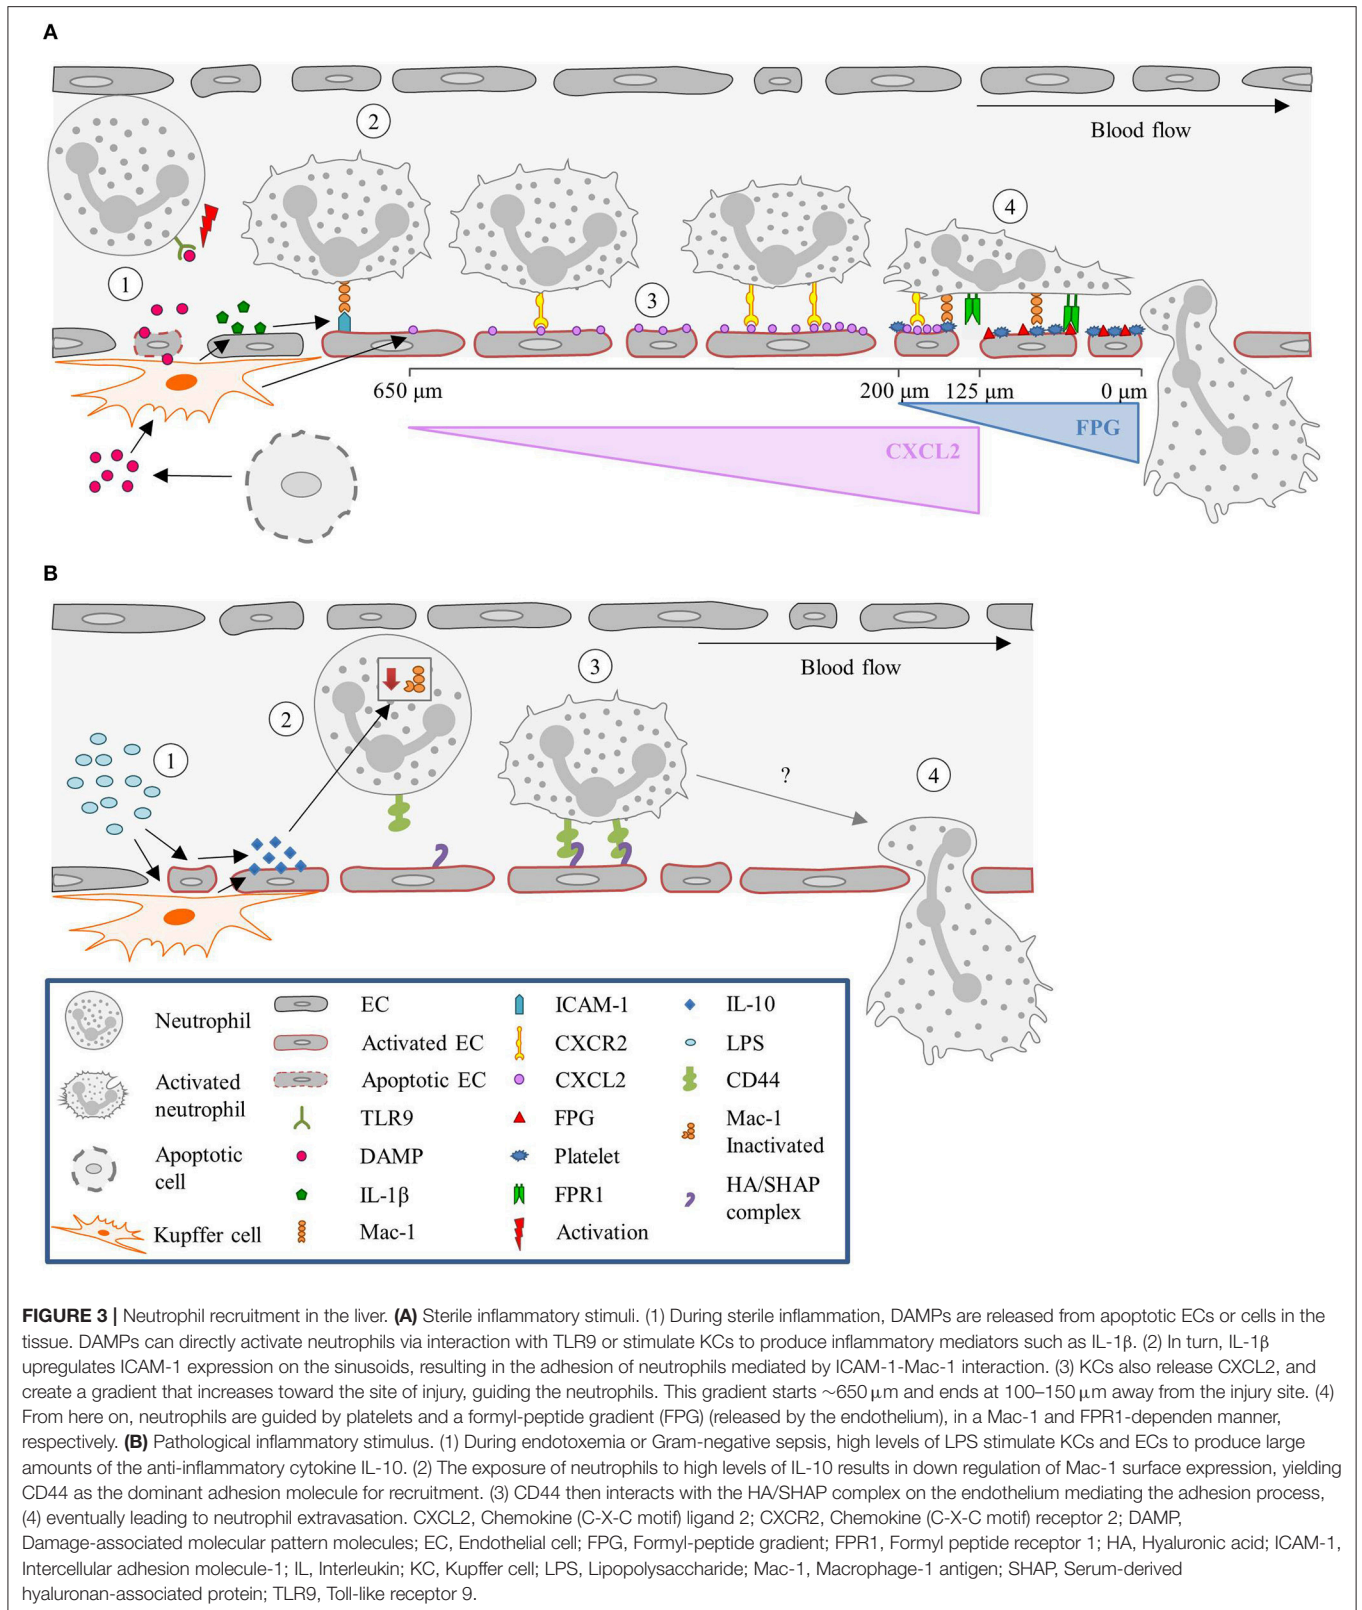 A
2
Blood flow
4
1
3
650 μm
200 μm
125 μm
0 μm
FPG
CXCL2
B
3
Blood flow
2
1
?
4
Neutrophil
Activated
neutrophil
Apoptotic
cell
Kupffer cell
EC
Activated EC
Apoptotic EC
TLR9
DAMP
IL-1β
Mac-1
ICAM-1
CXCR2
CXCL2
FPG
Platelet
FPR1
Activation
IL-10
LPS
CD44
Mac-1
Inactivated
HA/SHAP
complex
FIGURE 3 | Neutrophil recruitment in the liver. (A) Sterile inflammatory stimuli. (1) During sterile inflammation, DAMPs are released from apoptotic ECs or cells in the
tissue. DAMPs can directly activate neutrophils via interaction with TLR9 or stimulate KCs to produce inflammatory mediators such as IL-1β. (2) In turn, IL-1β
upregulates ICAM-1 expression on the sinusoids, resulting in the adhesion of neutrophils mediated by ICAM-1-Mac-1 interaction. (3) KCs also release CXCL2, and
create a gradient that increases toward the site of injury, guiding the neutrophils. This gradient starts ~650 μm and ends at 100–150 μm away from the injury site. (4)
From here on, neutrophils are guided by platelets and a formyl-peptide gradient (FPG) (released by the endothelium), in a Mac-1 and FPR1-dependen manner,
respectively. (B) Pathological inflammatory stimulus. (1) During endotoxemia or Gram-negative sepsis, high levels of LPS stimulate KCs and ECs to produce large
amounts of the anti-inflammatory cytokine IL-10. (2) The exposure of neutrophils to high levels of IL-10 results in down regulation of Mac-1 surface expression, yielding
CD44 as the dominant adhesion molecule for recruitment. (3) CD44 then interacts with the HA/SHAP complex on the endothelium mediating the adhesion process,
(4) eventually leading to neutrophil extravasation. CXCL2, Chemokine (C-X-C motif) ligand 2; CXCR2, Chemokine (C-X-C motif) receptor 2; DAMP,
Damage-associated molecular pattern molecules; EC, Endothelial cell; FPG, Formyl-peptide gradient; FPR1, Formyl peptide receptor 1; HA, Hyaluronic acid; ICAM-1,
Intercellular adhesion molecule-1; IL, Interleukin; KC, Kupffer cell; LPS, Lipopolysaccharide; Mac-1, Macrophage-1 antigen; SHAP, Serum-derived
hyaluronan-associated protein; TLR9, Toll-like receptor 9.